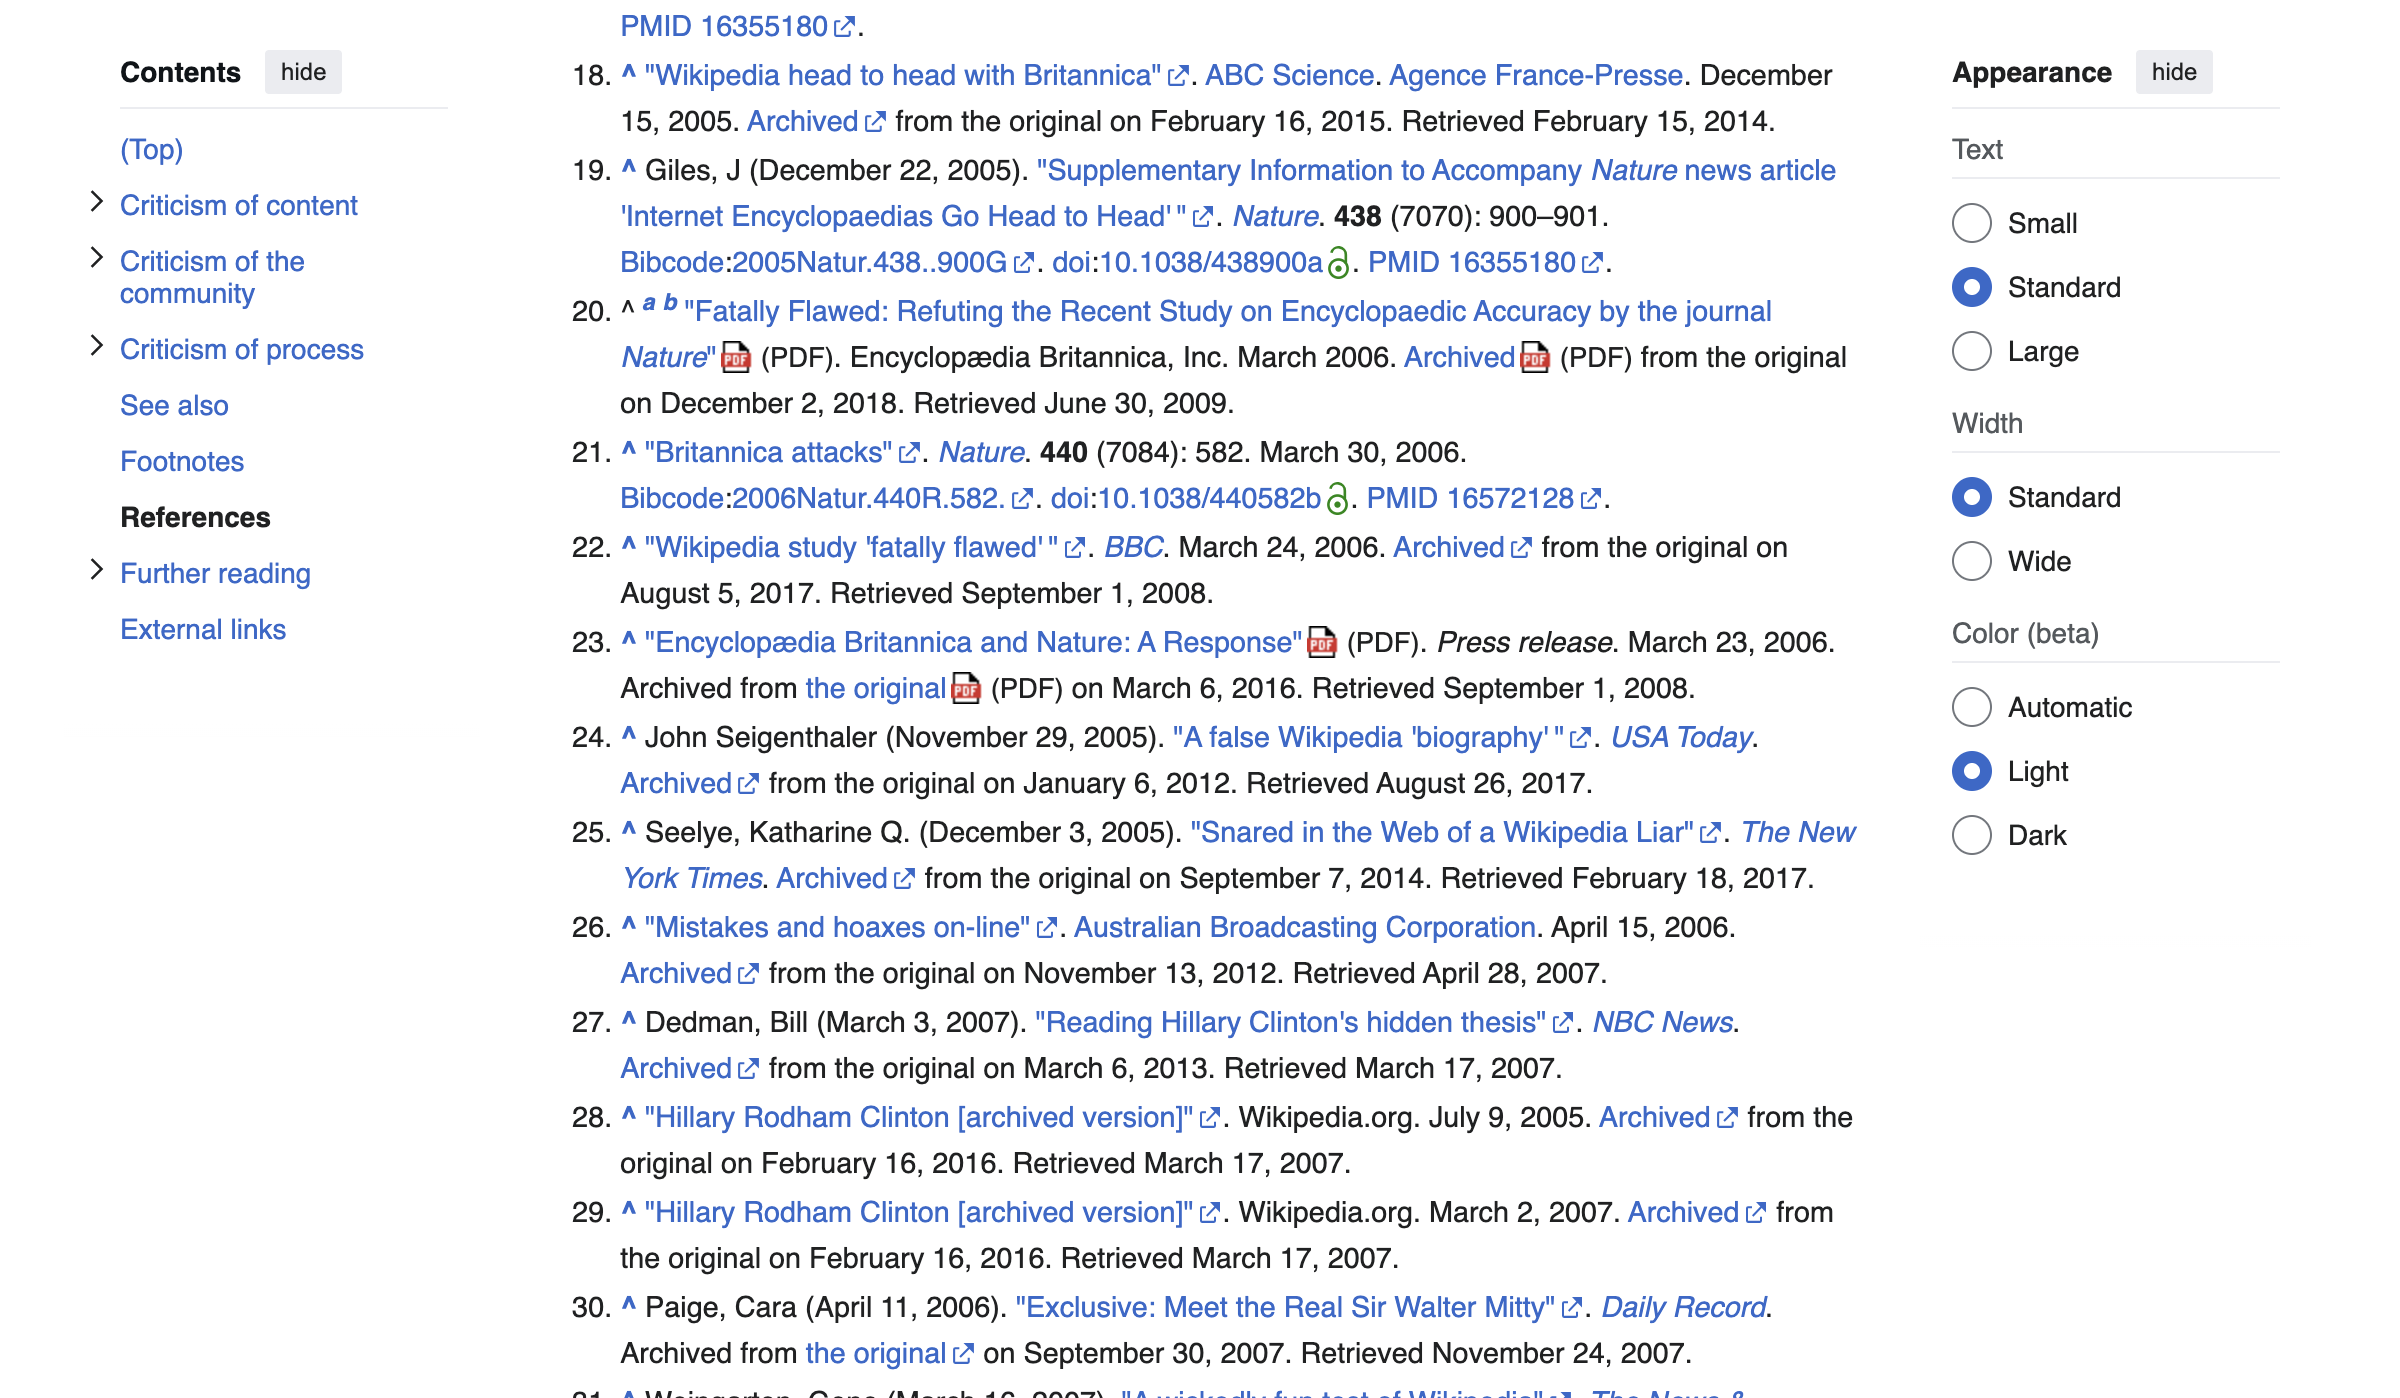 Contents hide
(Top)
Criticism of content
Criticism of the
community
Criticism of process
See also
Footnotes
References
Further reading
External links
PMID 16355180.
18. ^ "Wikipedia head to head with Britannica". ABC Science. Agence France-Presse. December
15, 2005. Archived from the original on February 16, 2015. Retrieved February 15, 2014.
19. ^ Giles, J (December 22, 2005). "Supplementary Information to Accompany Nature news article
'Internet Encyclopaedias Go Head to Head' ". Nature. 438 (7070): 900–901.
Bibcode:2005Natur.438..900G. doi:10.1038/438900a. PMID 16355180.
20. ^ a b "Fatally Flawed: Refuting the Recent Study on Encyclopaedic Accuracy by the journal
Nature" PDF (PDF). Encyclopædia Britannica, Inc. March 2006. Archived PDF (PDF) from the original
on December 2, 2018. Retrieved June 30, 2009.
21. ^ "Britannica attacks". Nature. 440 (7084): 582. March 30, 2006.
Bibcode:2006Natur.440R.582.. doi:10.1038/440582b. PMID 16572128.
22. ^ "Wikipedia study 'fatally flawed' ". BBC. March 24, 2006. Archived from the original on
August 5, 2017. Retrieved September 1, 2008.
23. ^ "Encyclopædia Britannica and Nature: A Response" PDF (PDF). Press release. March 23, 2006.
Archived from the original PDF (PDF) on March 6, 2016. Retrieved September 1, 2008.
24. ^ John Seigenthaler (November 29, 2005). "A false Wikipedia 'biography' ". USA Today.
Archived from the original on January 6, 2012. Retrieved August 26, 2017.
25. ^ Seelye, Katharine Q. (December 3, 2005). "Snared in the Web of a Wikipedia Liar". The New
York Times. Archived from the original on September 7, 2014. Retrieved February 18, 2017.
26. ^ "Mistakes and hoaxes on-line". Australian Broadcasting Corporation. April 15, 2006.
Archived from the original on November 13, 2012. Retrieved April 28, 2007.
27. ^ Dedman, Bill (March 3, 2007). "Reading Hillary Clinton's hidden thesis". NBC News.
Archived from the original on March 6, 2013. Retrieved March 17, 2007.
28. ^ "Hillary Rodham Clinton [archived version]". Wikipedia.org. July 9, 2005. Archived from the
original on February 16, 2016. Retrieved March 17, 2007.
29. ^ "Hillary Rodham Clinton [archived version]". Wikipedia.org. March 2, 2007. Archived from
the original on February 16, 2016. Retrieved March 17, 2007.
30. ^ Paige, Cara (April 11, 2006). "Exclusive: Meet the Real Sir Walter Mitty". Daily Record.
Archived from the original on September 30, 2007. Retrieved November 24, 2007.
31. ^ Weingarten, Gene (March 16, 2007). "A wickedly fun test of Wikipedia". The News &
Appearance hide
Text
Small
Standard
Large
Width
Standard
Wide
Color (beta)
Automatic
Light
Dark